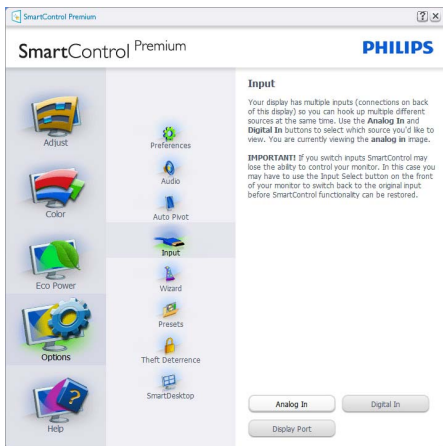 SmartControl Premium
SmartControl Premium
PHILIPS
Adjust
Color
Eco Power
Options
Help
Preferences
Audio
Auto Pivot
Input
Wizard
Presets
Theft Deterrence
SmartDesktop
Input
Your display has multiple inputs (connections on back
of this display) so you can hook up multiple different
sources at the same time. Use the Analog In and
Digital In buttons to select which source you'd like to
view. You are currently viewing the analog in image.
IMPORTANT! If you switch inputs SmartControl may
lose the ability to control your monitor. In this case you
may have to use the Input Select button on the front
of your monitor to switch back to the original input
before SmartControl functionality can be restored.
Analog In
Digital In
Display Port